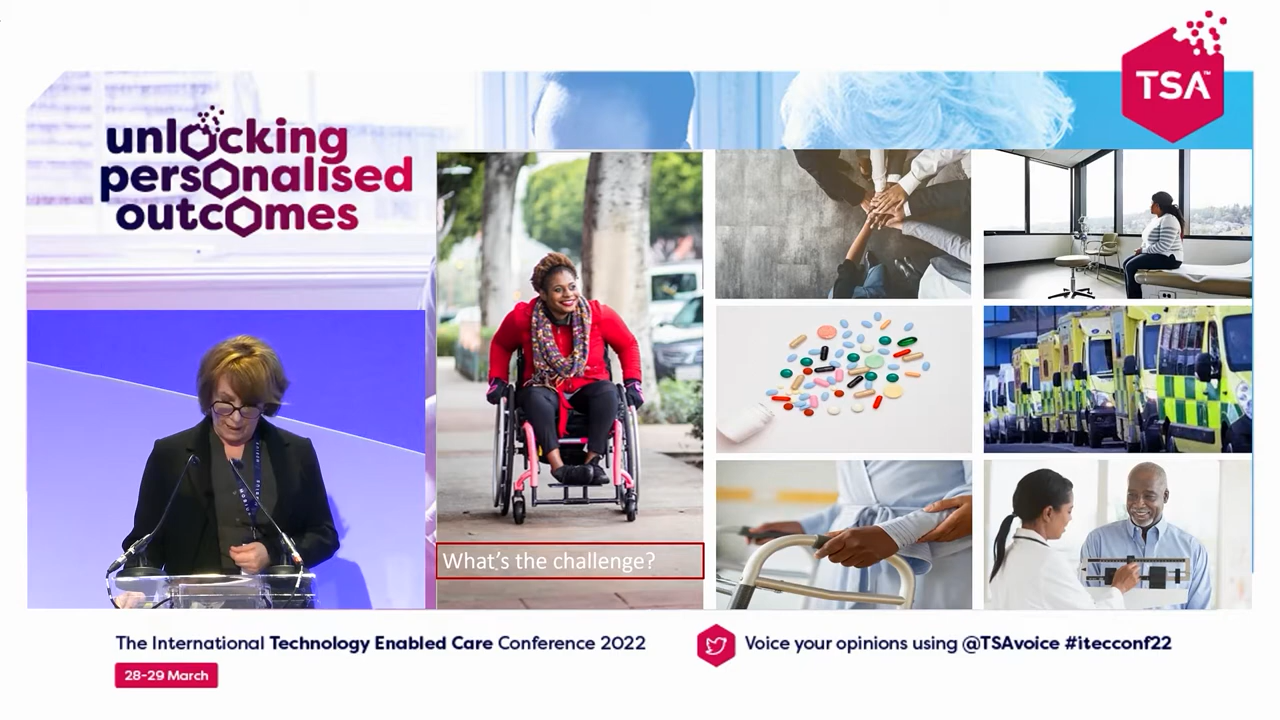 TSA™
unlocking
personalised
outcomes
What's the challenge?
The International Technology Enabled Care Conference 2022
Voice your opinions using @TSAvoice #itecconf22
28-29 March